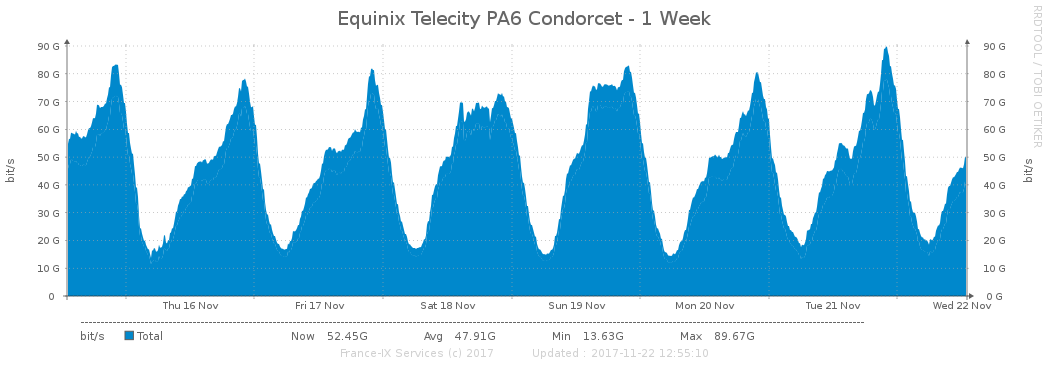 Equinix Telecity PA6 Condorcet - 1 Week
RRDTOOL / TOBI OETIKER
bit/s
90 G
80 G
70 G
60 G
50 G
40 G
30 G
20 G
10 G
0
90 G
80 G
70 G
60 G
50 G
40 G
30 G
20 G
10 G
0 G
bit/s
Thu 16 Nov Fri 17 Nov Sat 18 Nov Sun 19 Nov Mon 20 Nov Tue 21 Nov Wed 22 Nov
bit/s Total Now 52.45G Avg 47.91G Min 13.63G Max 89.67G
France-IX Services (c) 2017 Updated : 2017-11-22 12:55:10